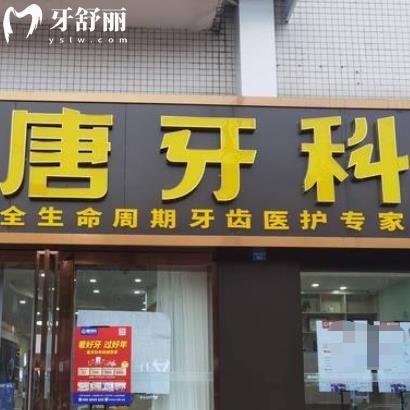 牙舒丽
yslw.com
唐牙科
全生命周期牙齿医护专家
看好牙 过好年